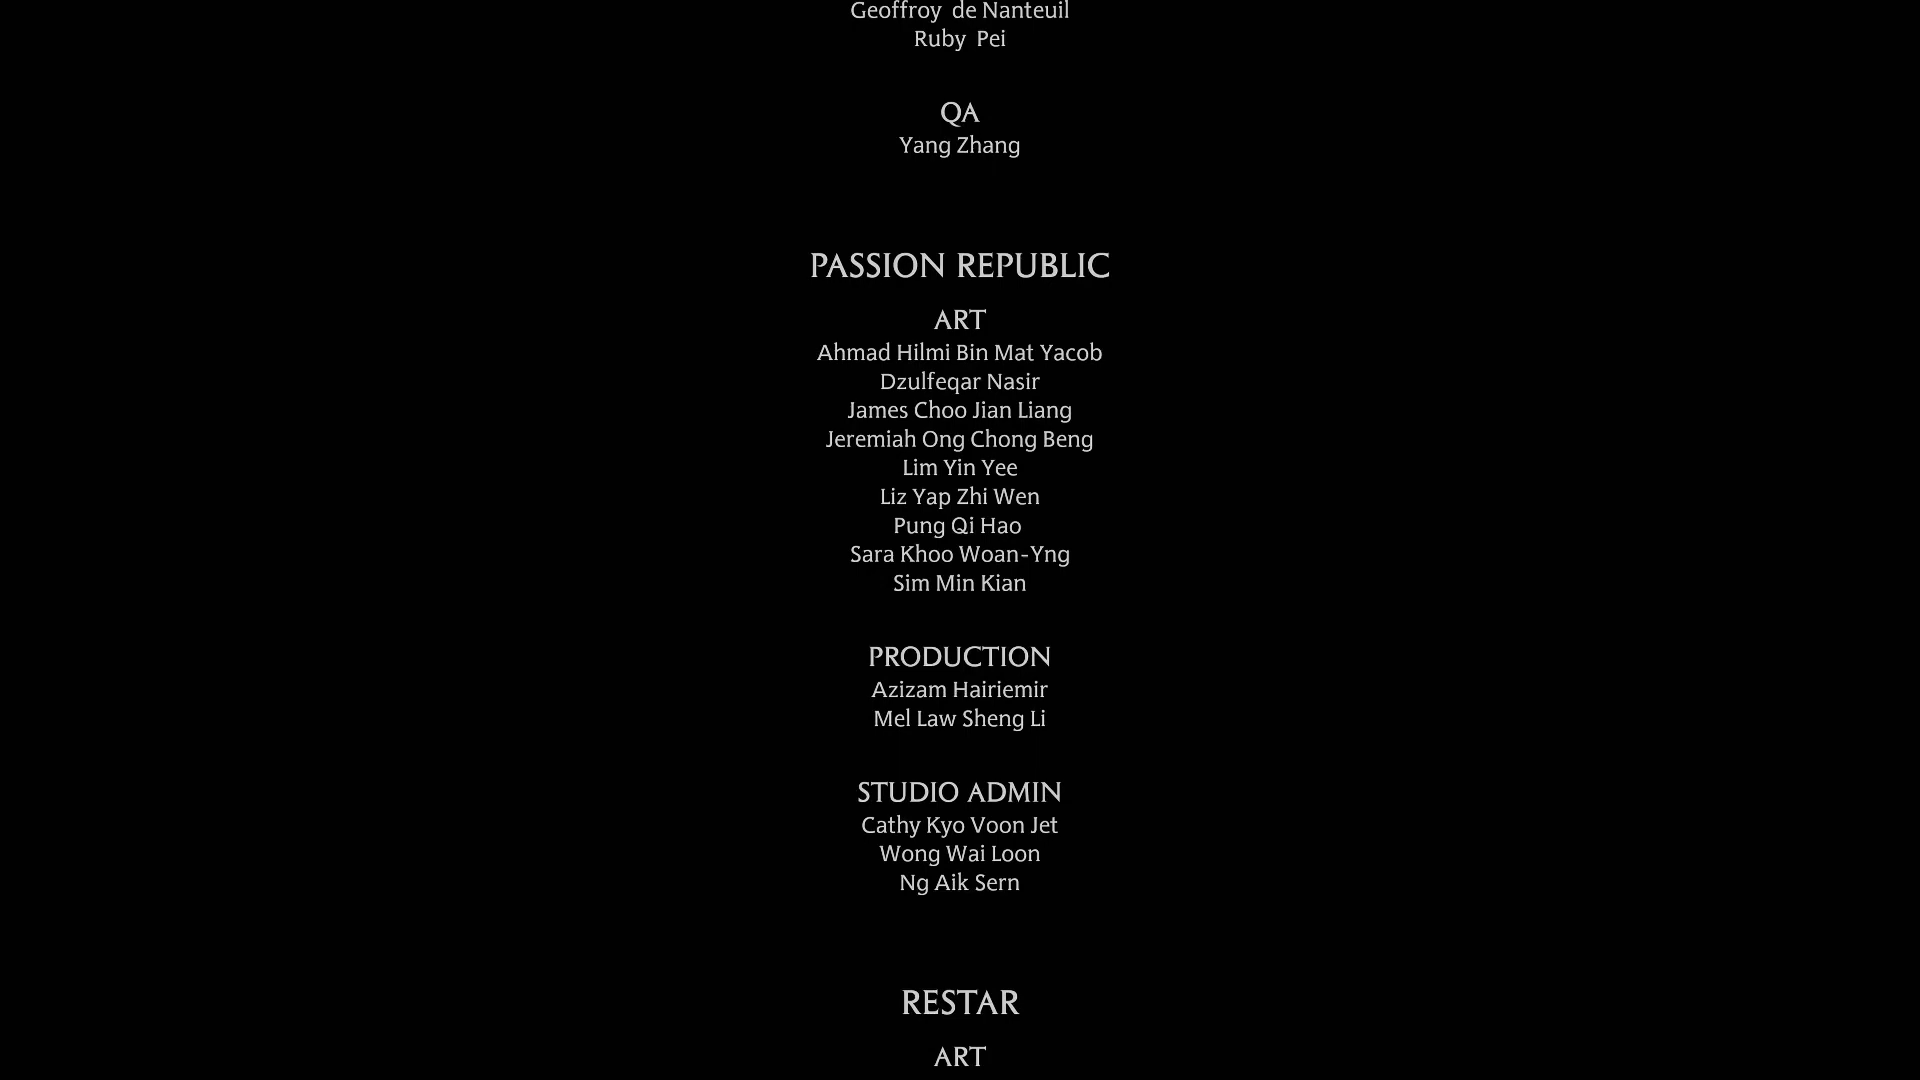 Geoffroy  de Nanteuil
Ruby  Pei
QA
Yang Zhang
PASSION REPUBLIC
ART
Ahmad Hilmi Bin Mat Yacob
Dzulfeqar Nasir
James Choo Jian Liang
Jeremiah Ong Chong Beng
Lim Yin Yee
Liz Yap Zhi Wen
Pung Qi Hao
Sara Khoo Woan-Yng
Sim Min Kian
PRODUCTION
Azizam Hairiemir
Mel Law Sheng Li
STUDIO ADMIN
Cathy Kyo Voon Jet
Wong Wai Loon
Ng Aik Sern
RESTAR
ART